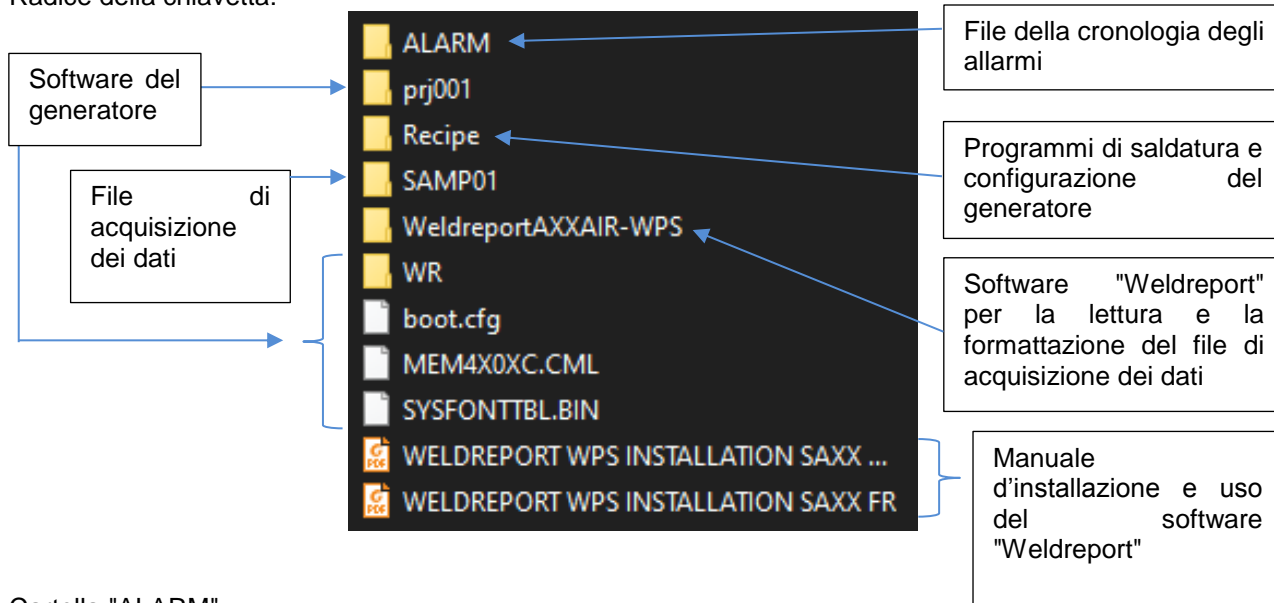 Radice della chiavetta:
Software del
generatore
File di
acquisizione
dei dati
ALARM
prj001
Recipe
SAMP01
WeldreportAXXAIR-WPS
WR
boot.cfg
MEM4X0XC.CML
SYSFONTTBL.BIN
WELDREPORT WPS INSTALLATION SAXX ...
WELDREPORT WPS INSTALLATION SAXX FR
File della cronologia degli
allarmi
Programmi di saldatura e
configurazione del
generatore
Software "Weldreport"
per la lettura e la
formattazione del file di
acquisizione dei dati
Manuale
d'installazione e uso
del software
"Weldreport"
Cartella "ALARM"